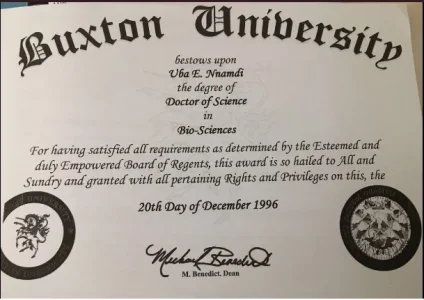 Buxton University
bestows upon
Uba E. Nnamdi
the degree of
Doctor of Science
in
Bio-Sciences
For having satisfied all requirements as determined by the Esteemed and
duly Empowered Board of Regents, this award is so hailed to All and
Sundry and granted with all pertaining Rights and Privileges on this, the
20th Day of December 1996
M. Benedict, Dean